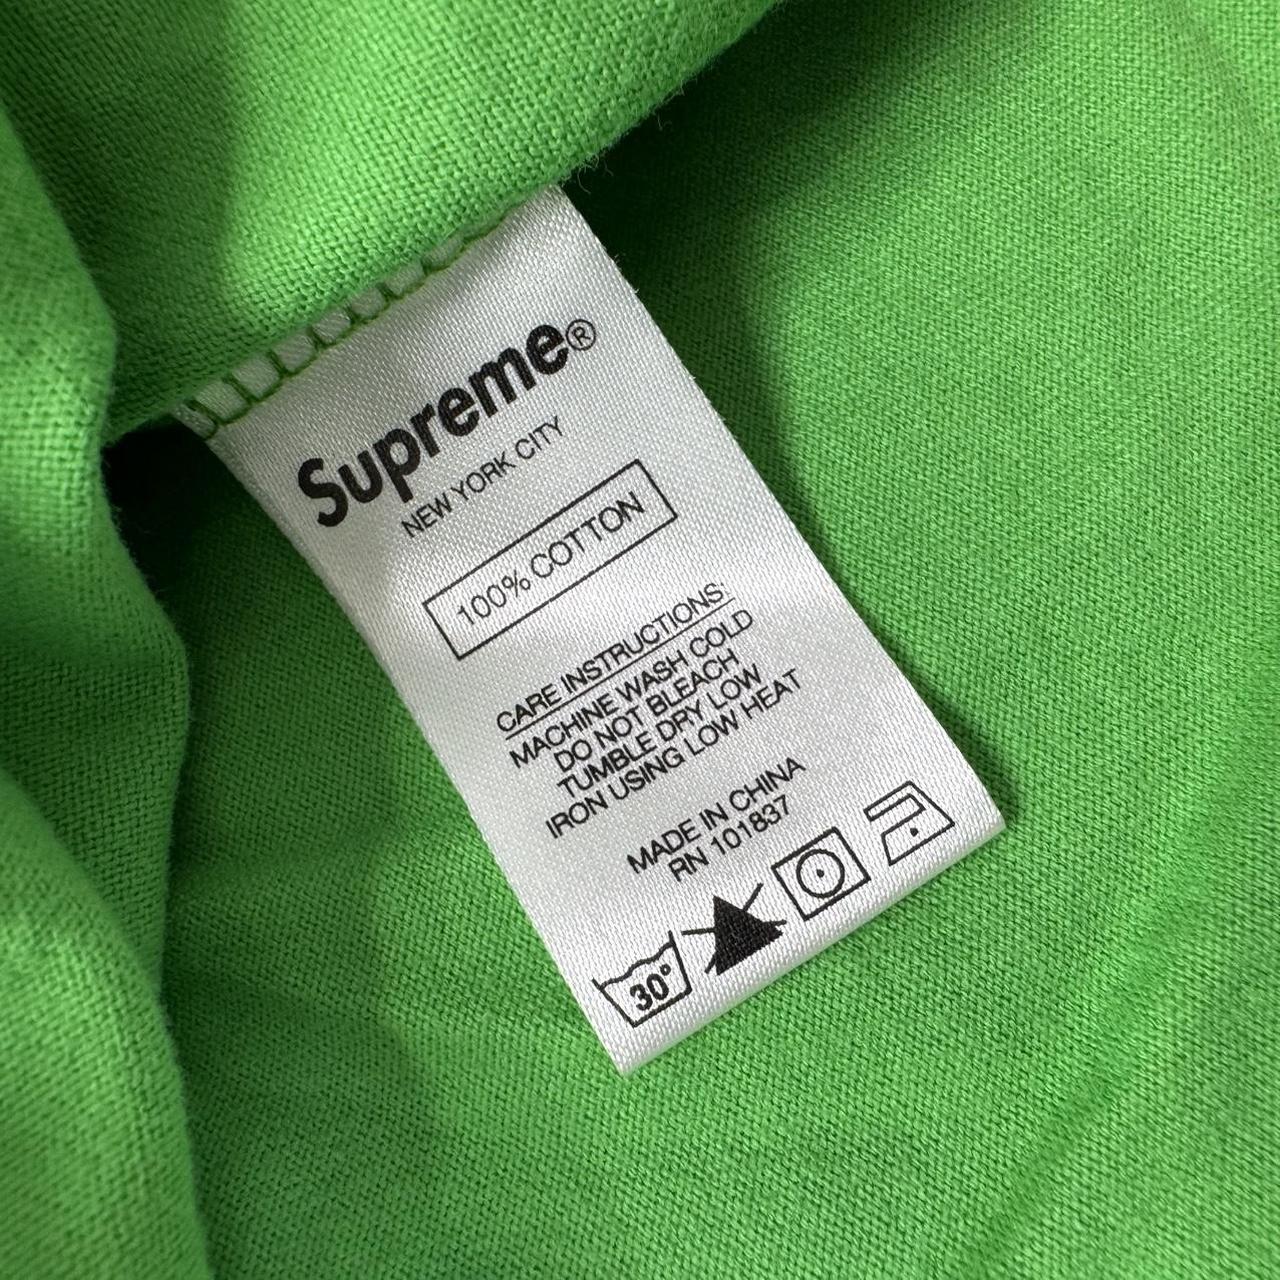 Supreme®
NEW YORK CITY
100% COTTON
CARE INSTRUCTIONS:
MACHINE WASH COLD
DO NOT BLEACH
TUMBLE DRY LOW
IRON USING LOW HEAT
MADE IN CHINA
RN 101837
30°